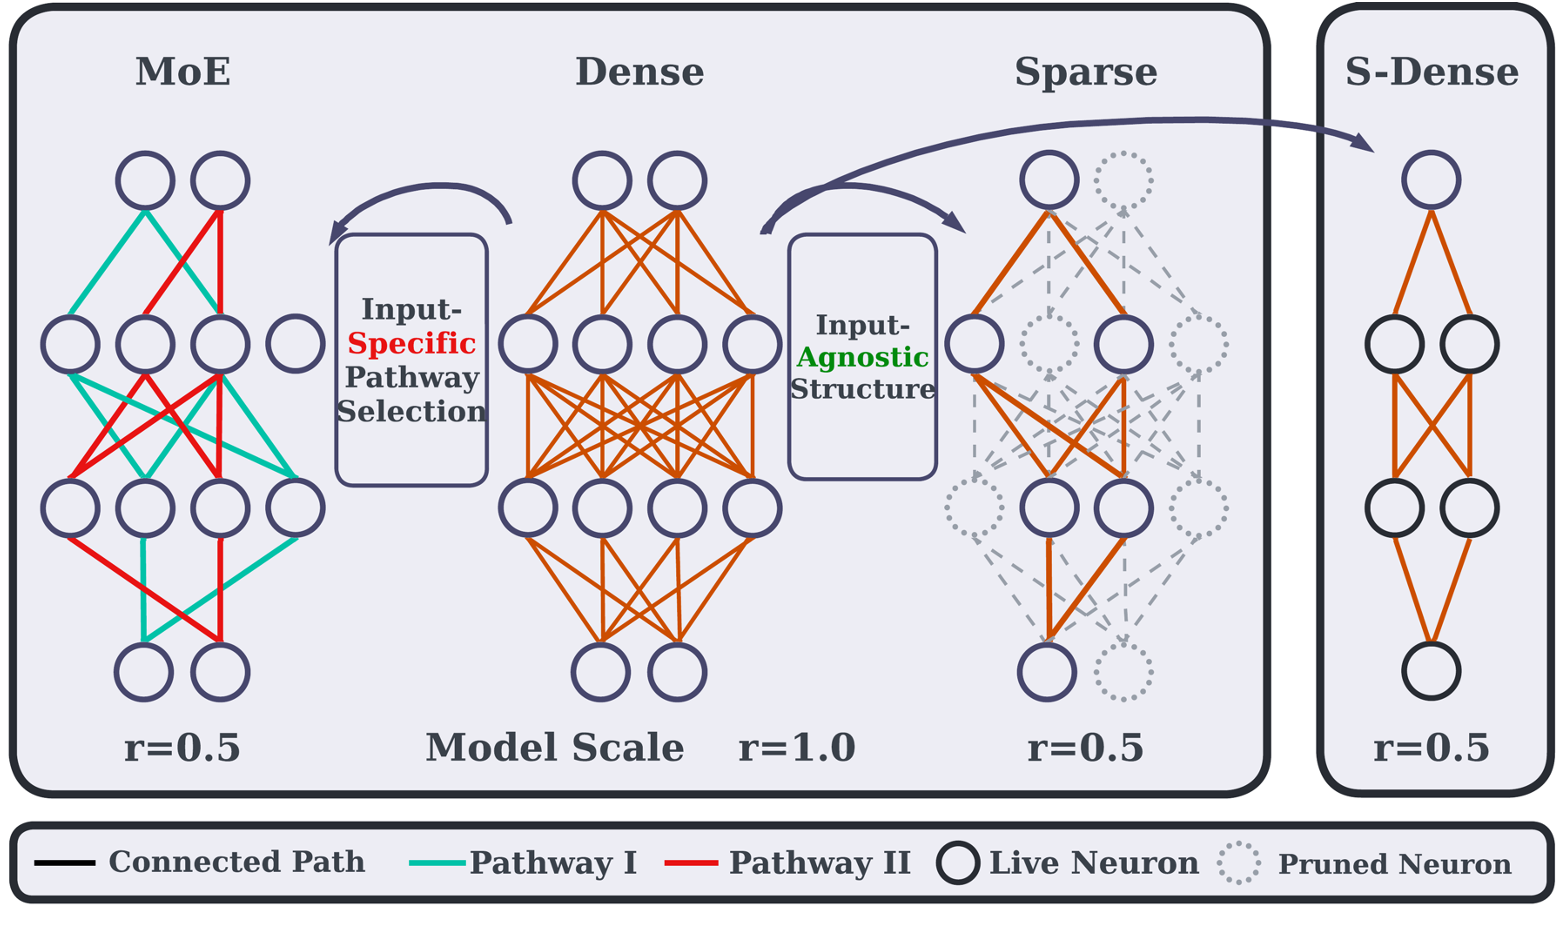 MoE
Dense
Sparse
S-Dense
Input-
Specific
Pathway
Selection
Input-
Agnostic
Structure
r=0.5
Model Scale
r=1.0
r=0.5
r=0.5
Connected Path
Pathway I
Pathway II
Live Neuron
Pruned Neuron